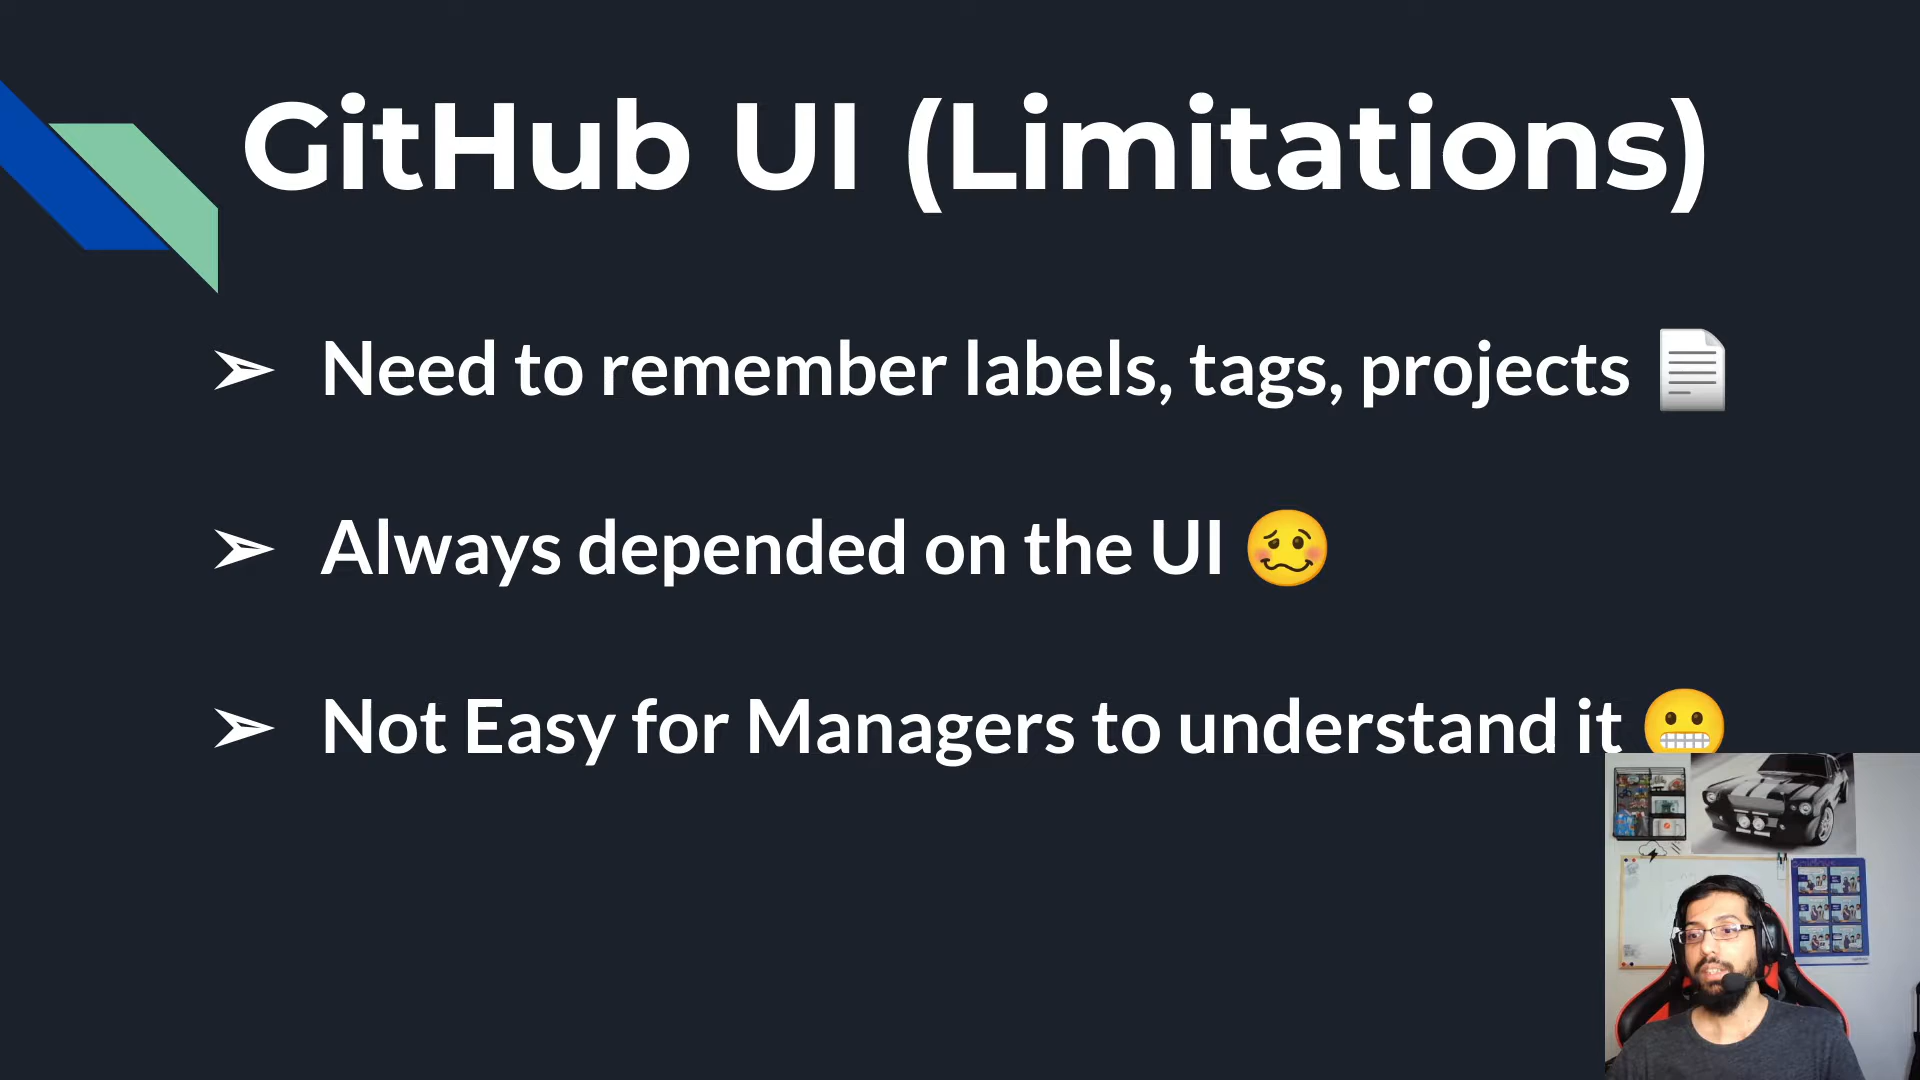 GitHub UI (Limitations)
➢ Need to remember labels, tags, projects 📄
➢ Always depended on the UI 🥴
➢ Not Easy for Managers to understand it 😬